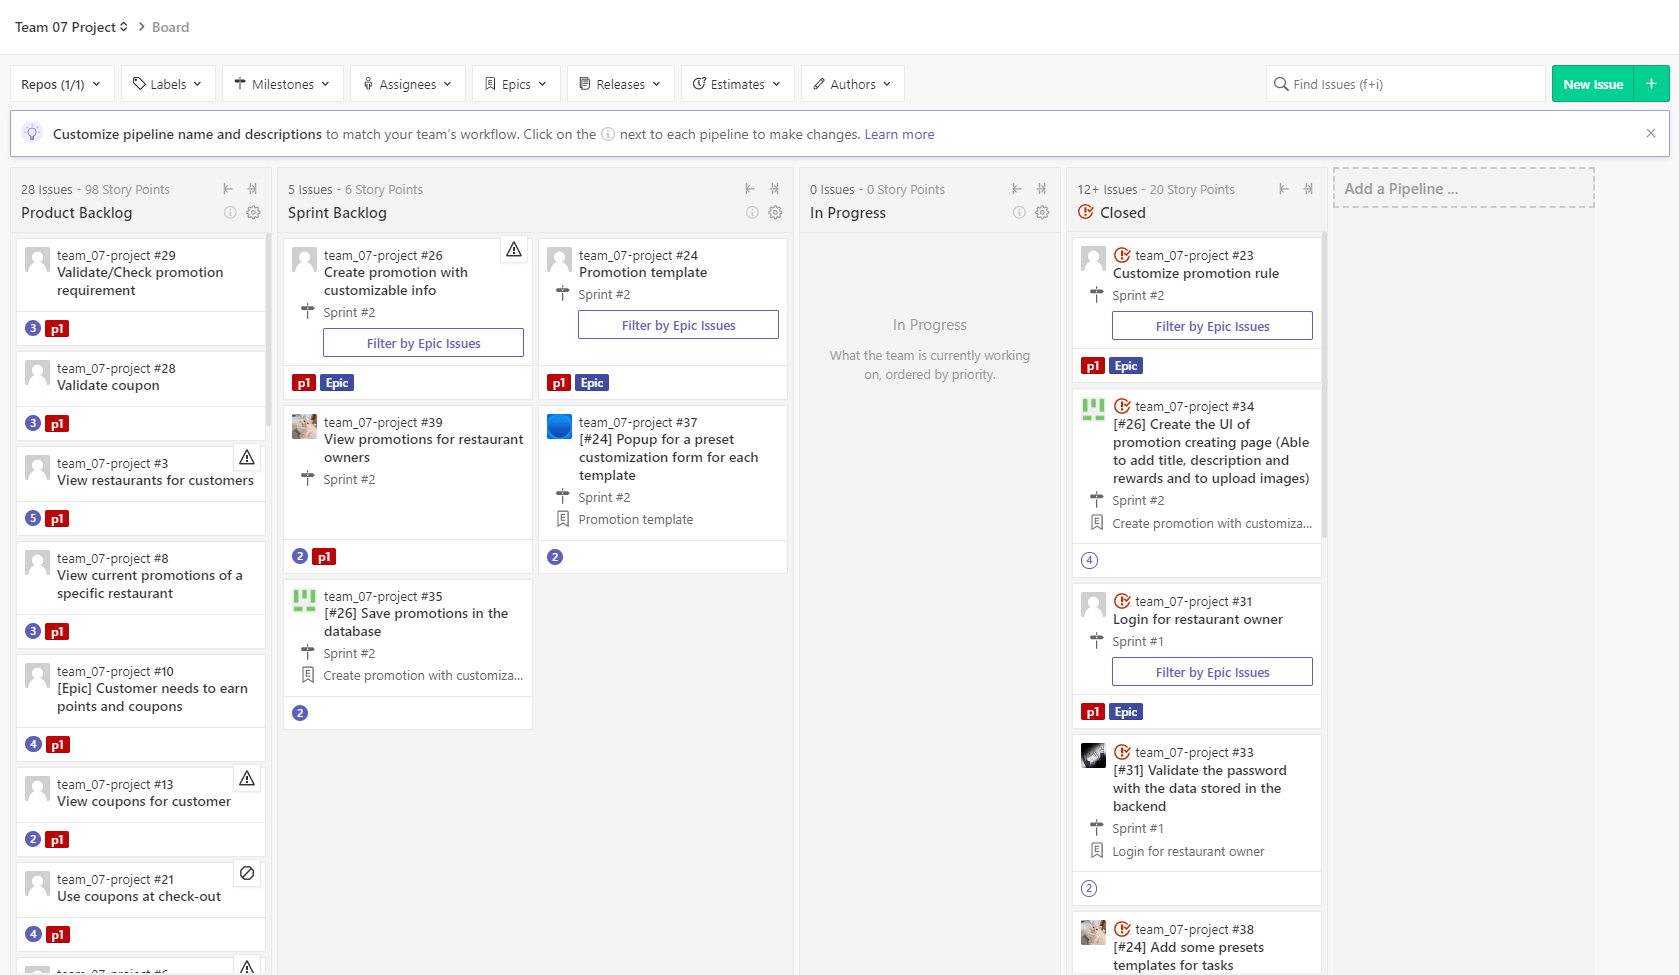 Team 07 Project > Board
Repos (1/1)
Labels
Milestones
Assignees
Epics
Releases
Estimates
Authors
Find Issues (f+i)
New Issue +
Customize pipeline name and descriptions to match your team's workflow. Click on the ⓘ next to each pipeline to make changes. Learn more
28 Issues - 98 Story Points
Product Backlog
team_07-project #29
Validate/Check promotion
requirement
3 p1
team_07-project #28
Validate coupon
3 p1
team_07-project #3
View restaurants for customers
5 p1
team_07-project #8
View current promotions of a
specific restaurant
3 p1
team_07-project #10
[Epic] Customer needs to earn
points and coupons
4 p1
team_07-project #13
View coupons for customer
2 p1
team_07-project #21
Use coupons at check-out
4 p1
5 Issues - 6 Story Points
Sprint Backlog
team_07-project #26
Create promotion with
customizable info
Sprint #2
Filter by Epic Issues
p1 Epic
team_07-project #24
Promotion template
Sprint #2
Filter by Epic Issues
p1 Epic
team_07-project #39
View promotions for restaurant
owners
Sprint #2
2 p1
team_07-project #37
[#24] Popup for a preset
customization form for each
template
Sprint #2
Promotion template
2
team_07-project #35
[#26] Save promotions in the
database
Sprint #2
Create promotion with customiza...
2
0 Issues - 0 Story Points
In Progress
In Progress
What the team is currently working
on, ordered by priority.
12+ Issues - 20 Story Points
Closed
team_07-project #23
Customize promotion rule
Sprint #2
Filter by Epic Issues
p1 Epic
team_07-project #34
[#26] Create the UI of
promotion creating page (Able
to add title, description and
rewards and to upload images)
Sprint #2
Create promotion with customiza...
4
team_07-project #31
Login for restaurant owner
Sprint #1
Filter by Epic Issues
p1 Epic
team_07-project #33
[#31] Validate the password
with the data stored in the
backend
Sprint #1
Login for restaurant owner
2
team_07-project #38
[#24] Add some presets
templates for tasks
Add a Pipeline ...